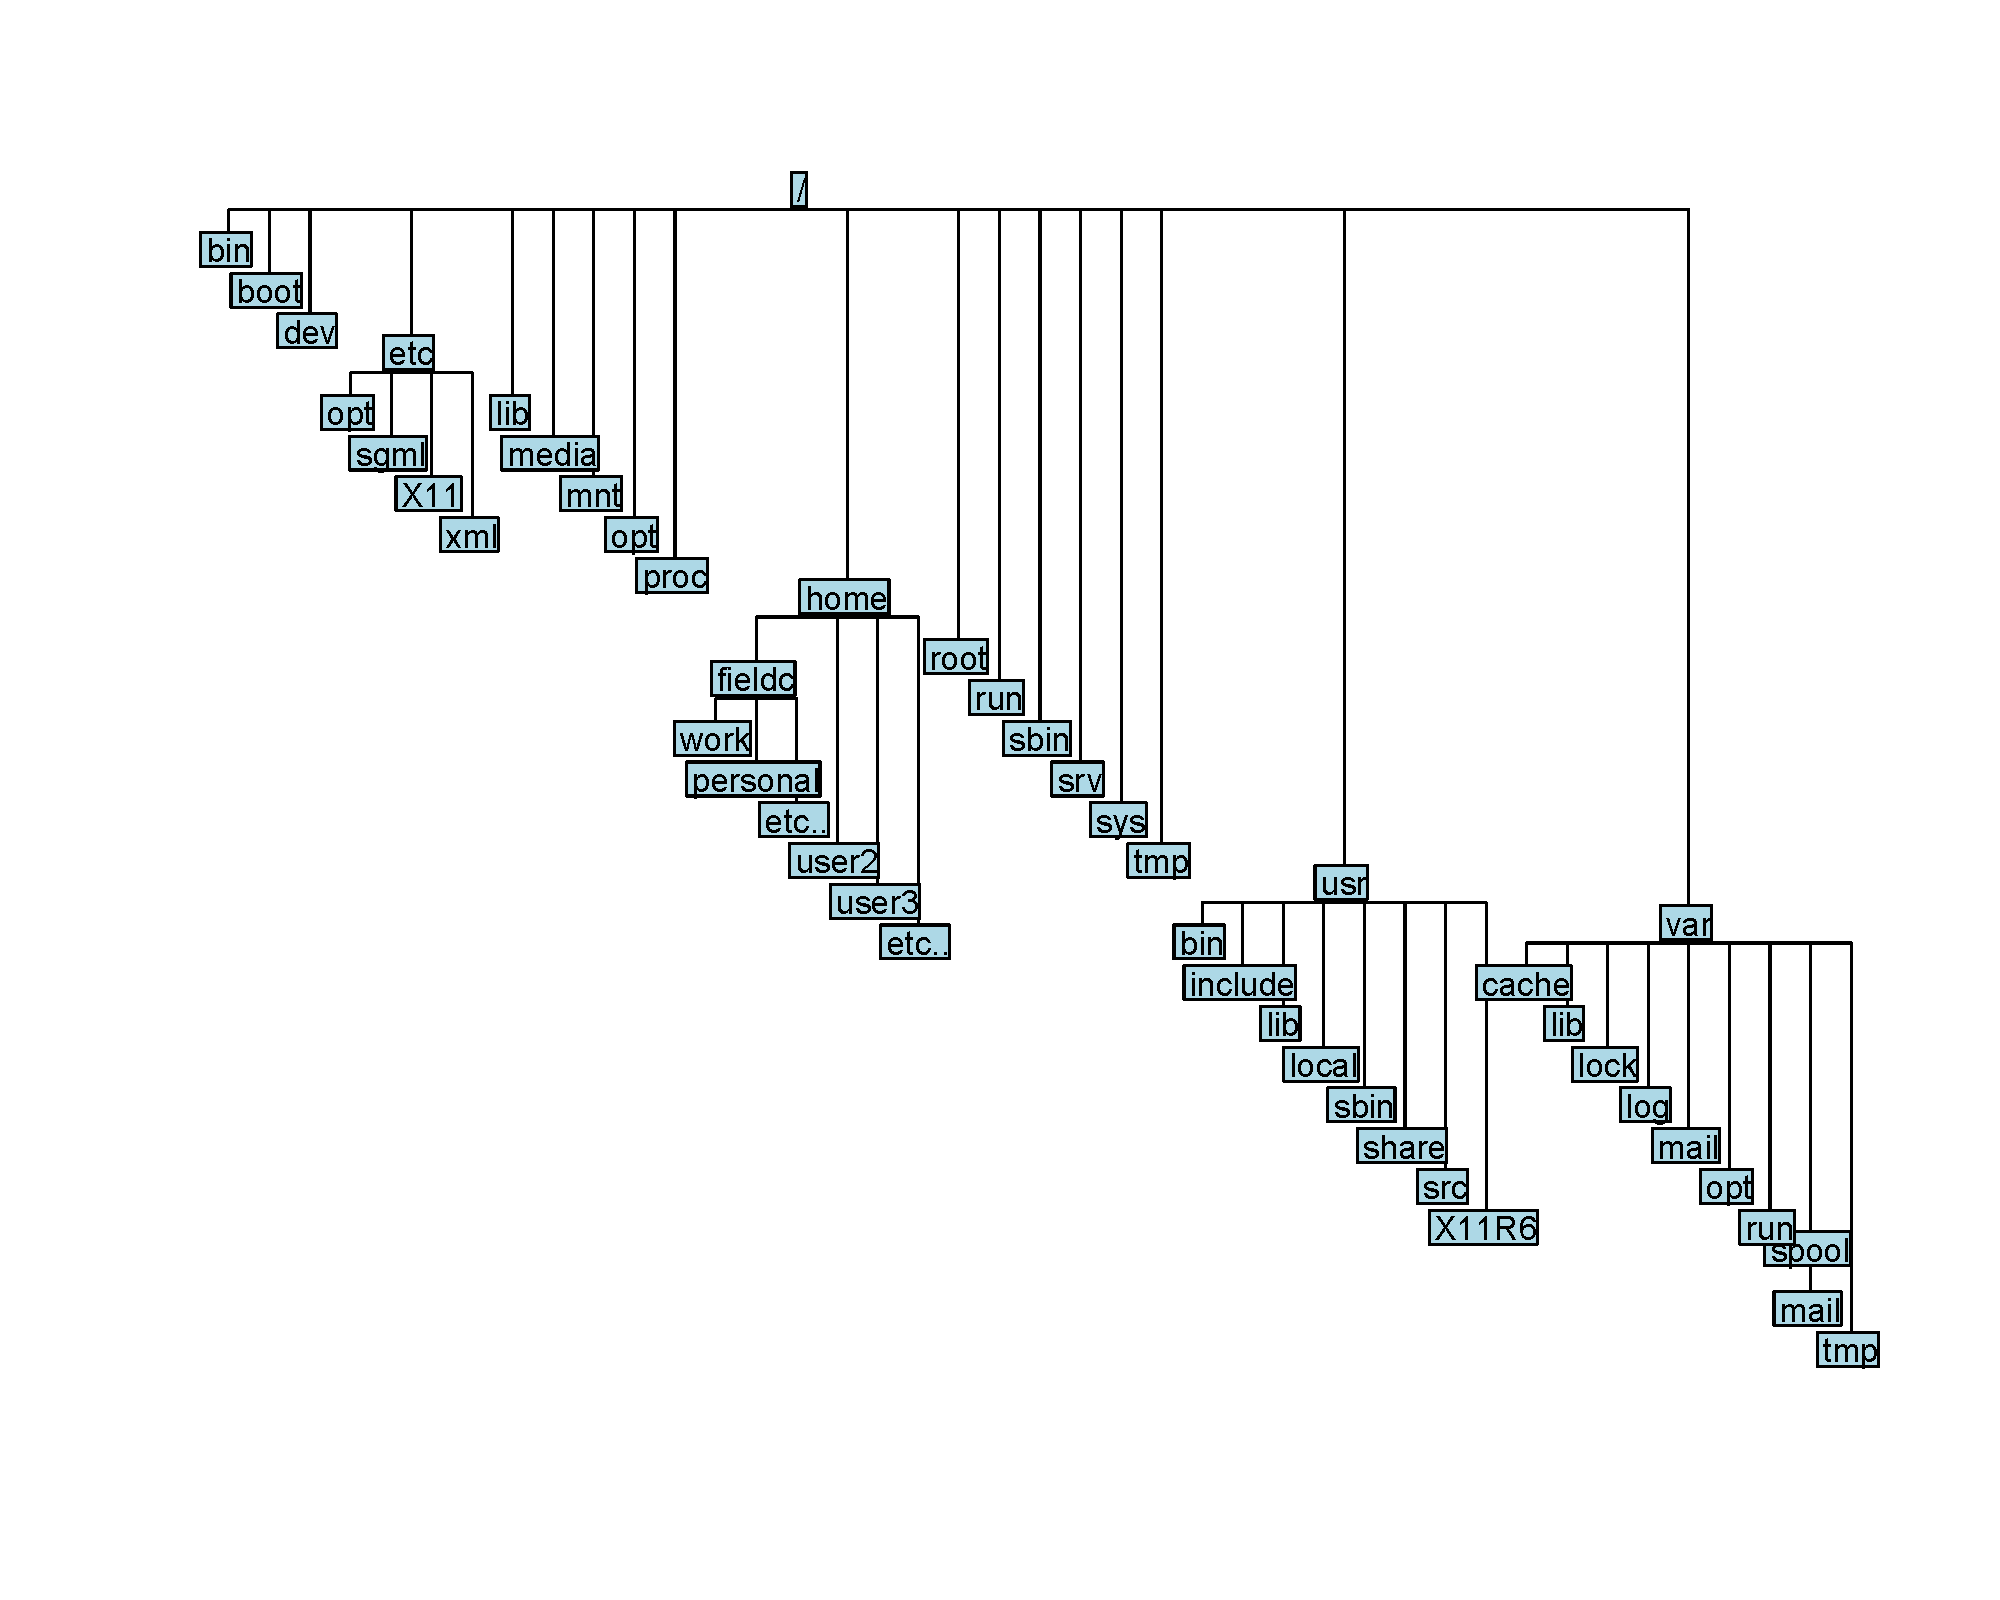 /
bin
boot
dev
etc
opt
sgml
X11
xml
lib
media
mnt
opt
proc
home
fieldc
work
personal
etc..
user2
user3
etc..
root
run
sbin
srv
sys
tmp
usr
bin
include
lib
local
sbin
share
src
X11R6
var
cache
lib
lock
log
mail
opt
run
spool
mail
tmp